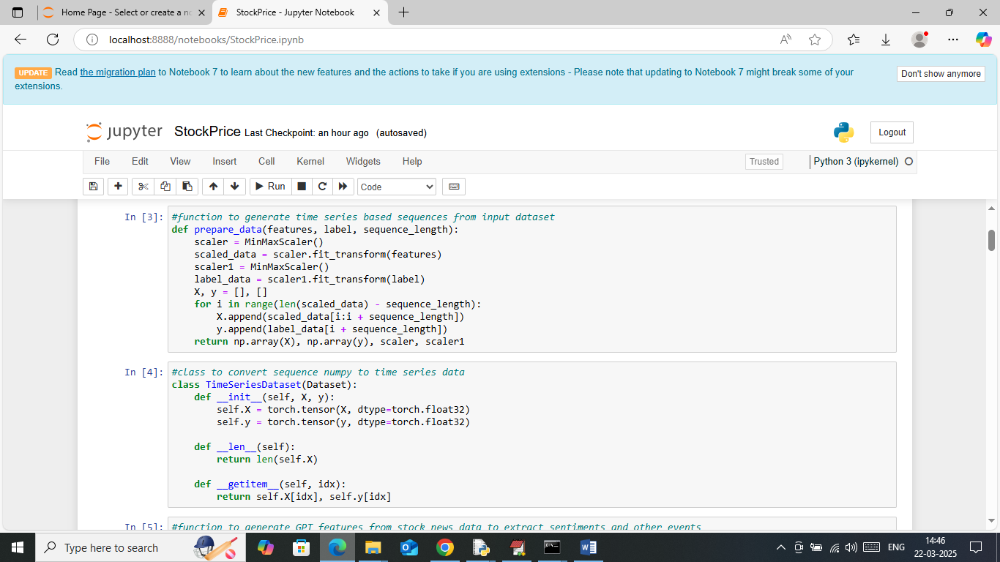 Home Page - Select or create a no
StockPrice - Jupyter Notebook
localhost:8888/notebooks/StockPrice.ipynb
UPDATE Read the migration plan to Notebook 7 to learn about the new features and the actions to take if you are using extensions - Please note that updating to Notebook 7 might break some of your
extensions.
Don't show anymore
jupyter StockPrice Last Checkpoint: an hour ago (autosaved)
Logout
File Edit View Insert Cell Kernel Widgets Help
Trusted
Python 3 (ipykernel)
Run
Code
In [3]: #function to generate time series based sequences from input dataset
def prepare_data(features, label, sequence_length):
    scaler = MinMaxScaler()
    scaled_data = scaler.fit_transform(features)
    scaler1 = MinMaxScaler()
    label_data = scaler1.fit_transform(label)
    X, y = [], []
    for i in range(len(scaled_data) - sequence_length):
        X.append(scaled_data[i:i + sequence_length])
        y.append(label_data[i + sequence_length])
    return np.array(X), np.array(y), scaler, scaler1
In [4]: #class to convert sequence numpy to time series data
class TimeSeriesDataset(Dataset):
    def __init__(self, X, y):
        self.X = torch.tensor(X, dtype=torch.float32)
        self.y = torch.tensor(y, dtype=torch.float32)
    def __len__(self):
        return len(self.X)
    def __getitem__(self, idx):
        return self.X[idx], self.y[idx]
In [5]: #function to generate GPT features from stock news data to extract sentiments and other events
Type here to search
ENG
14:46
22-03-2025